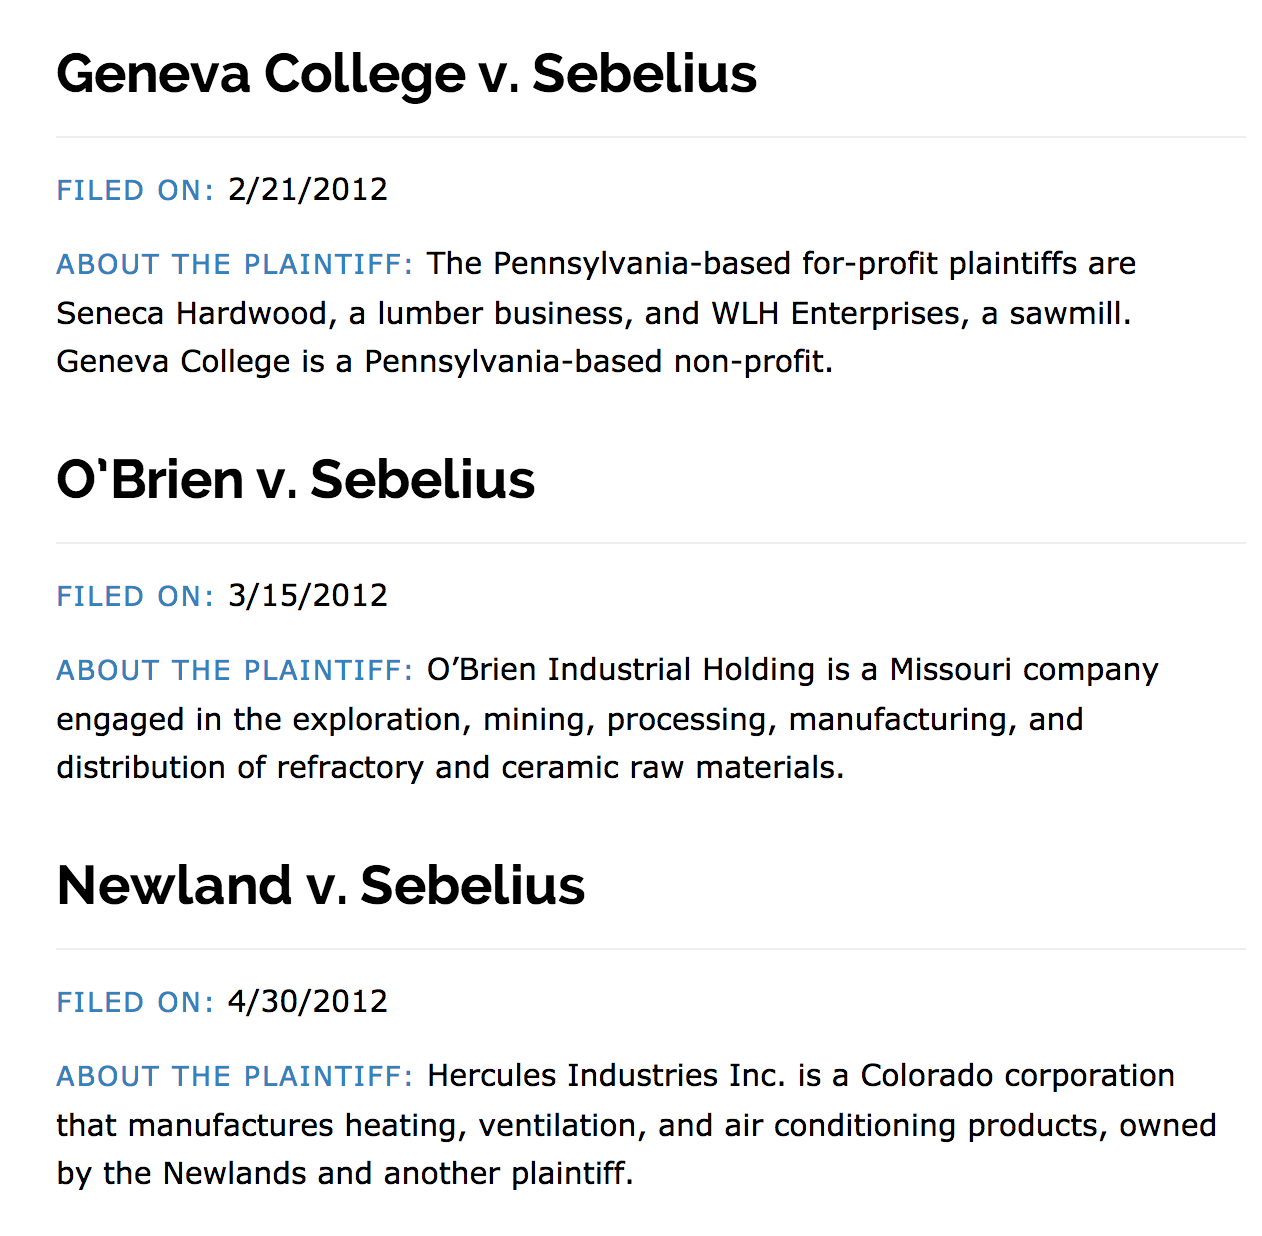 Geneva College v. Sebelius
FILED ON: 2/21/2012
ABOUT THE PLAINTIFF: The Pennsylvania-based for-profit plaintiffs are
Seneca Hardwood, a lumber business, and WLH Enterprises, a sawmill.
Geneva College is a Pennsylvania-based non-profit.
O'Brien v. Sebelius
FILED ON: 3/15/2012
ABOUT THE PLAINTIFF: O’Brien Industrial Holding is a Missouri company
engaged in the exploration, mining, processing, manufacturing, and
distribution of refractory and ceramic raw materials.
Newland v. Sebelius
FILED ON: 4/30/2012
ABOUT THE PLAINTIFF: Hercules Industries Inc. is a Colorado corporation
that manufactures heating, ventilation, and air conditioning products, owned
by the Newlands and another plaintiff.